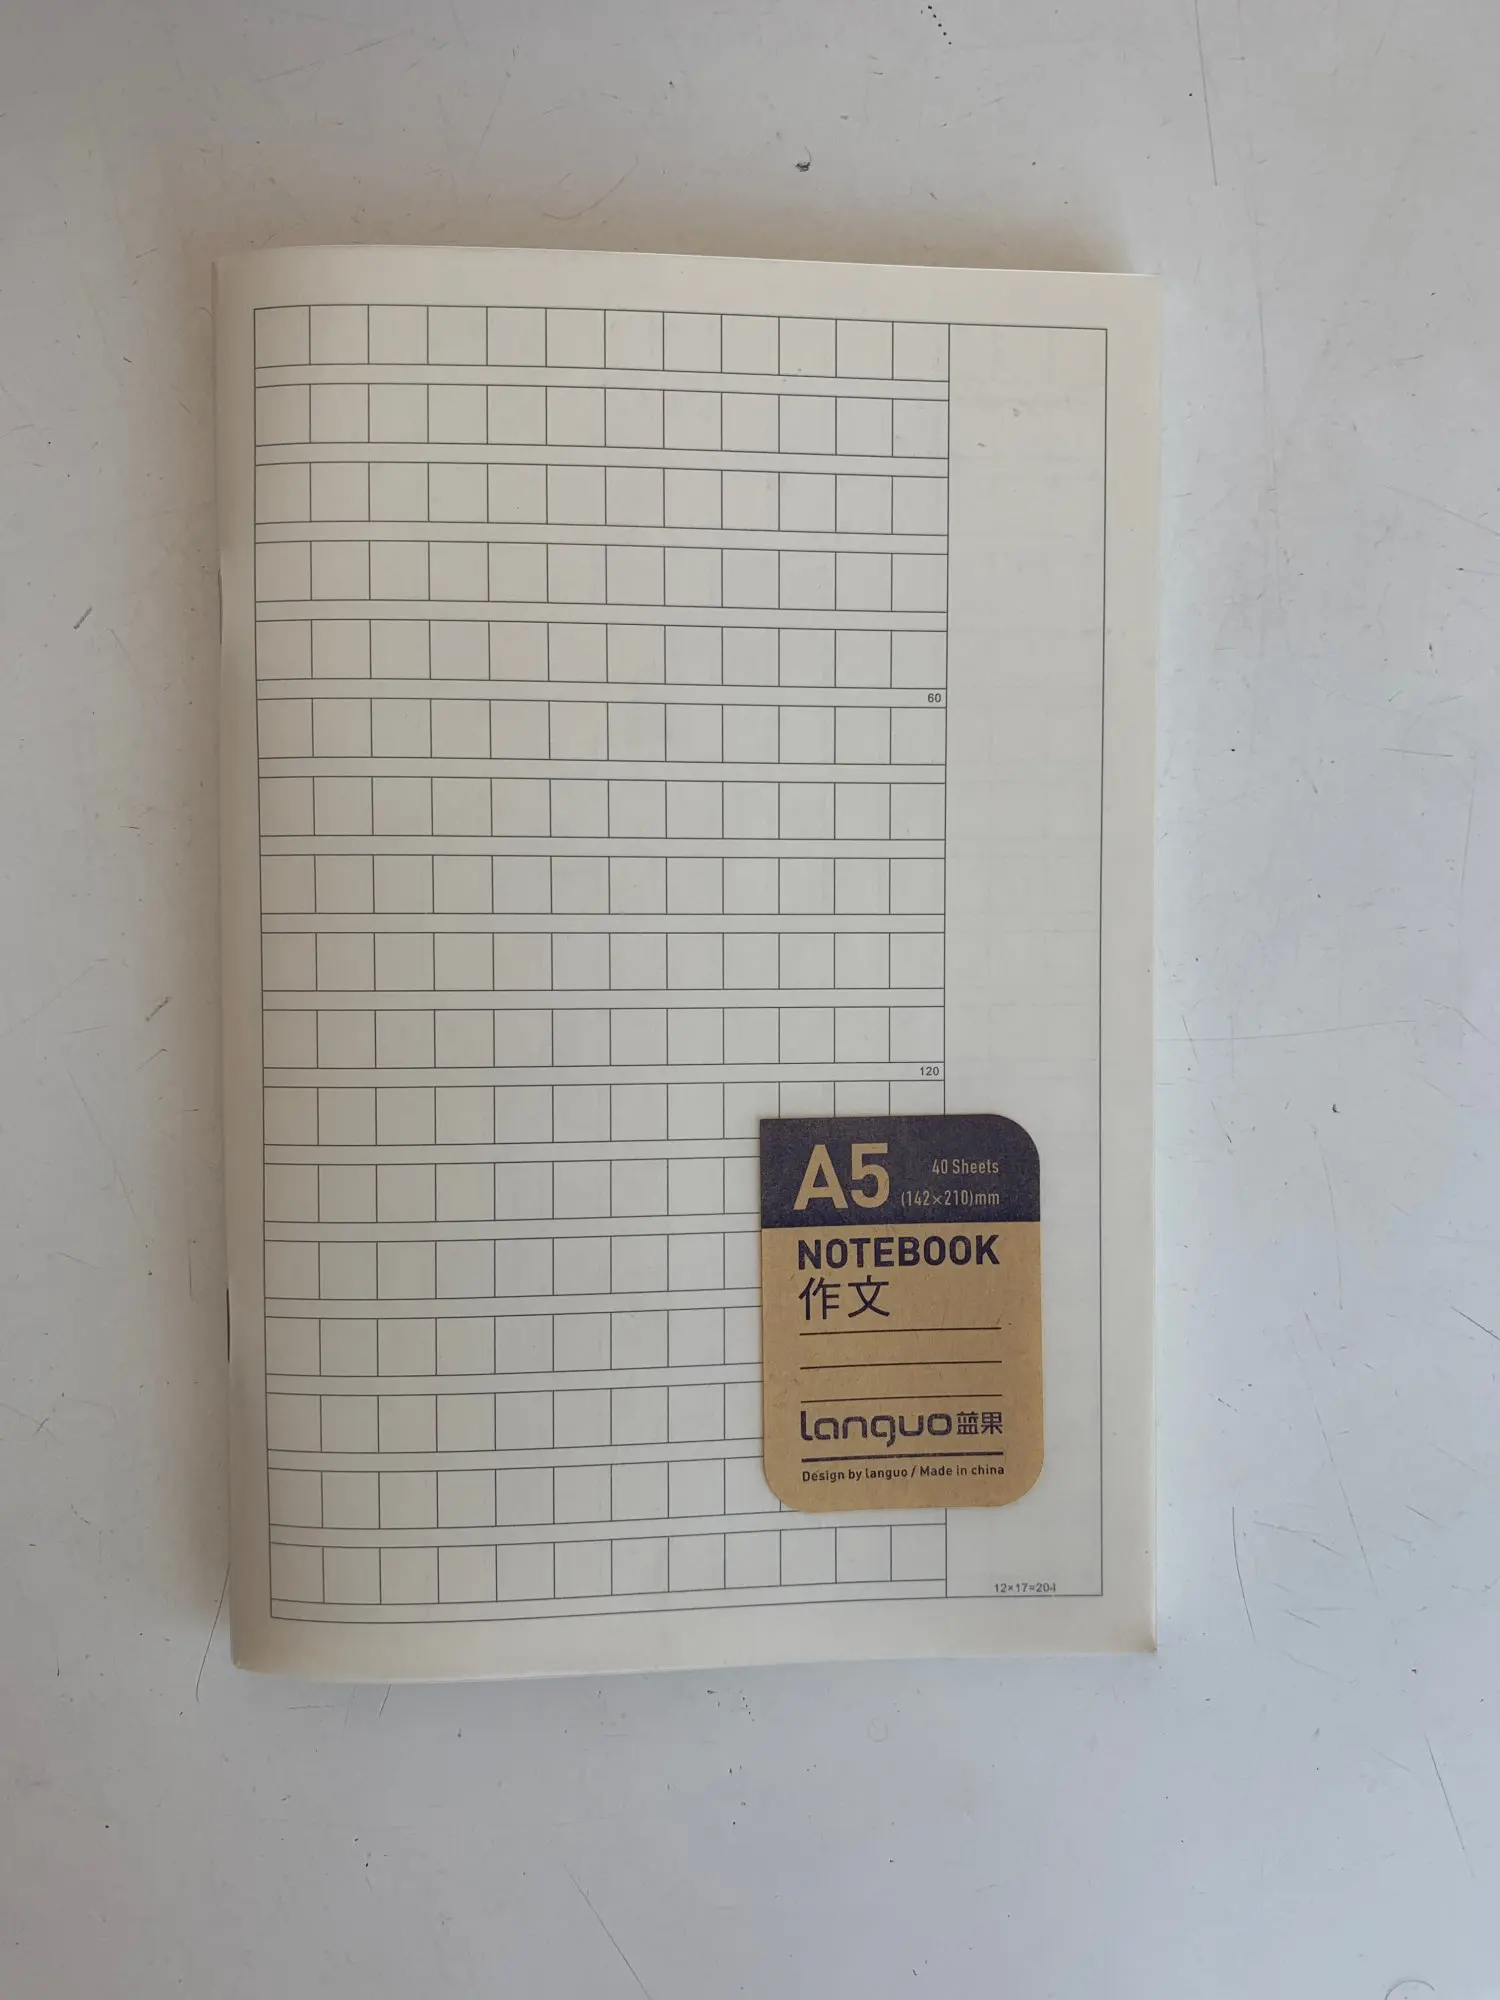 60
120
A5
40 Sheets
(142×210)mm
NOTEBOOK
作文
languo蓝果
Design by languo / Made in china
12×17=204